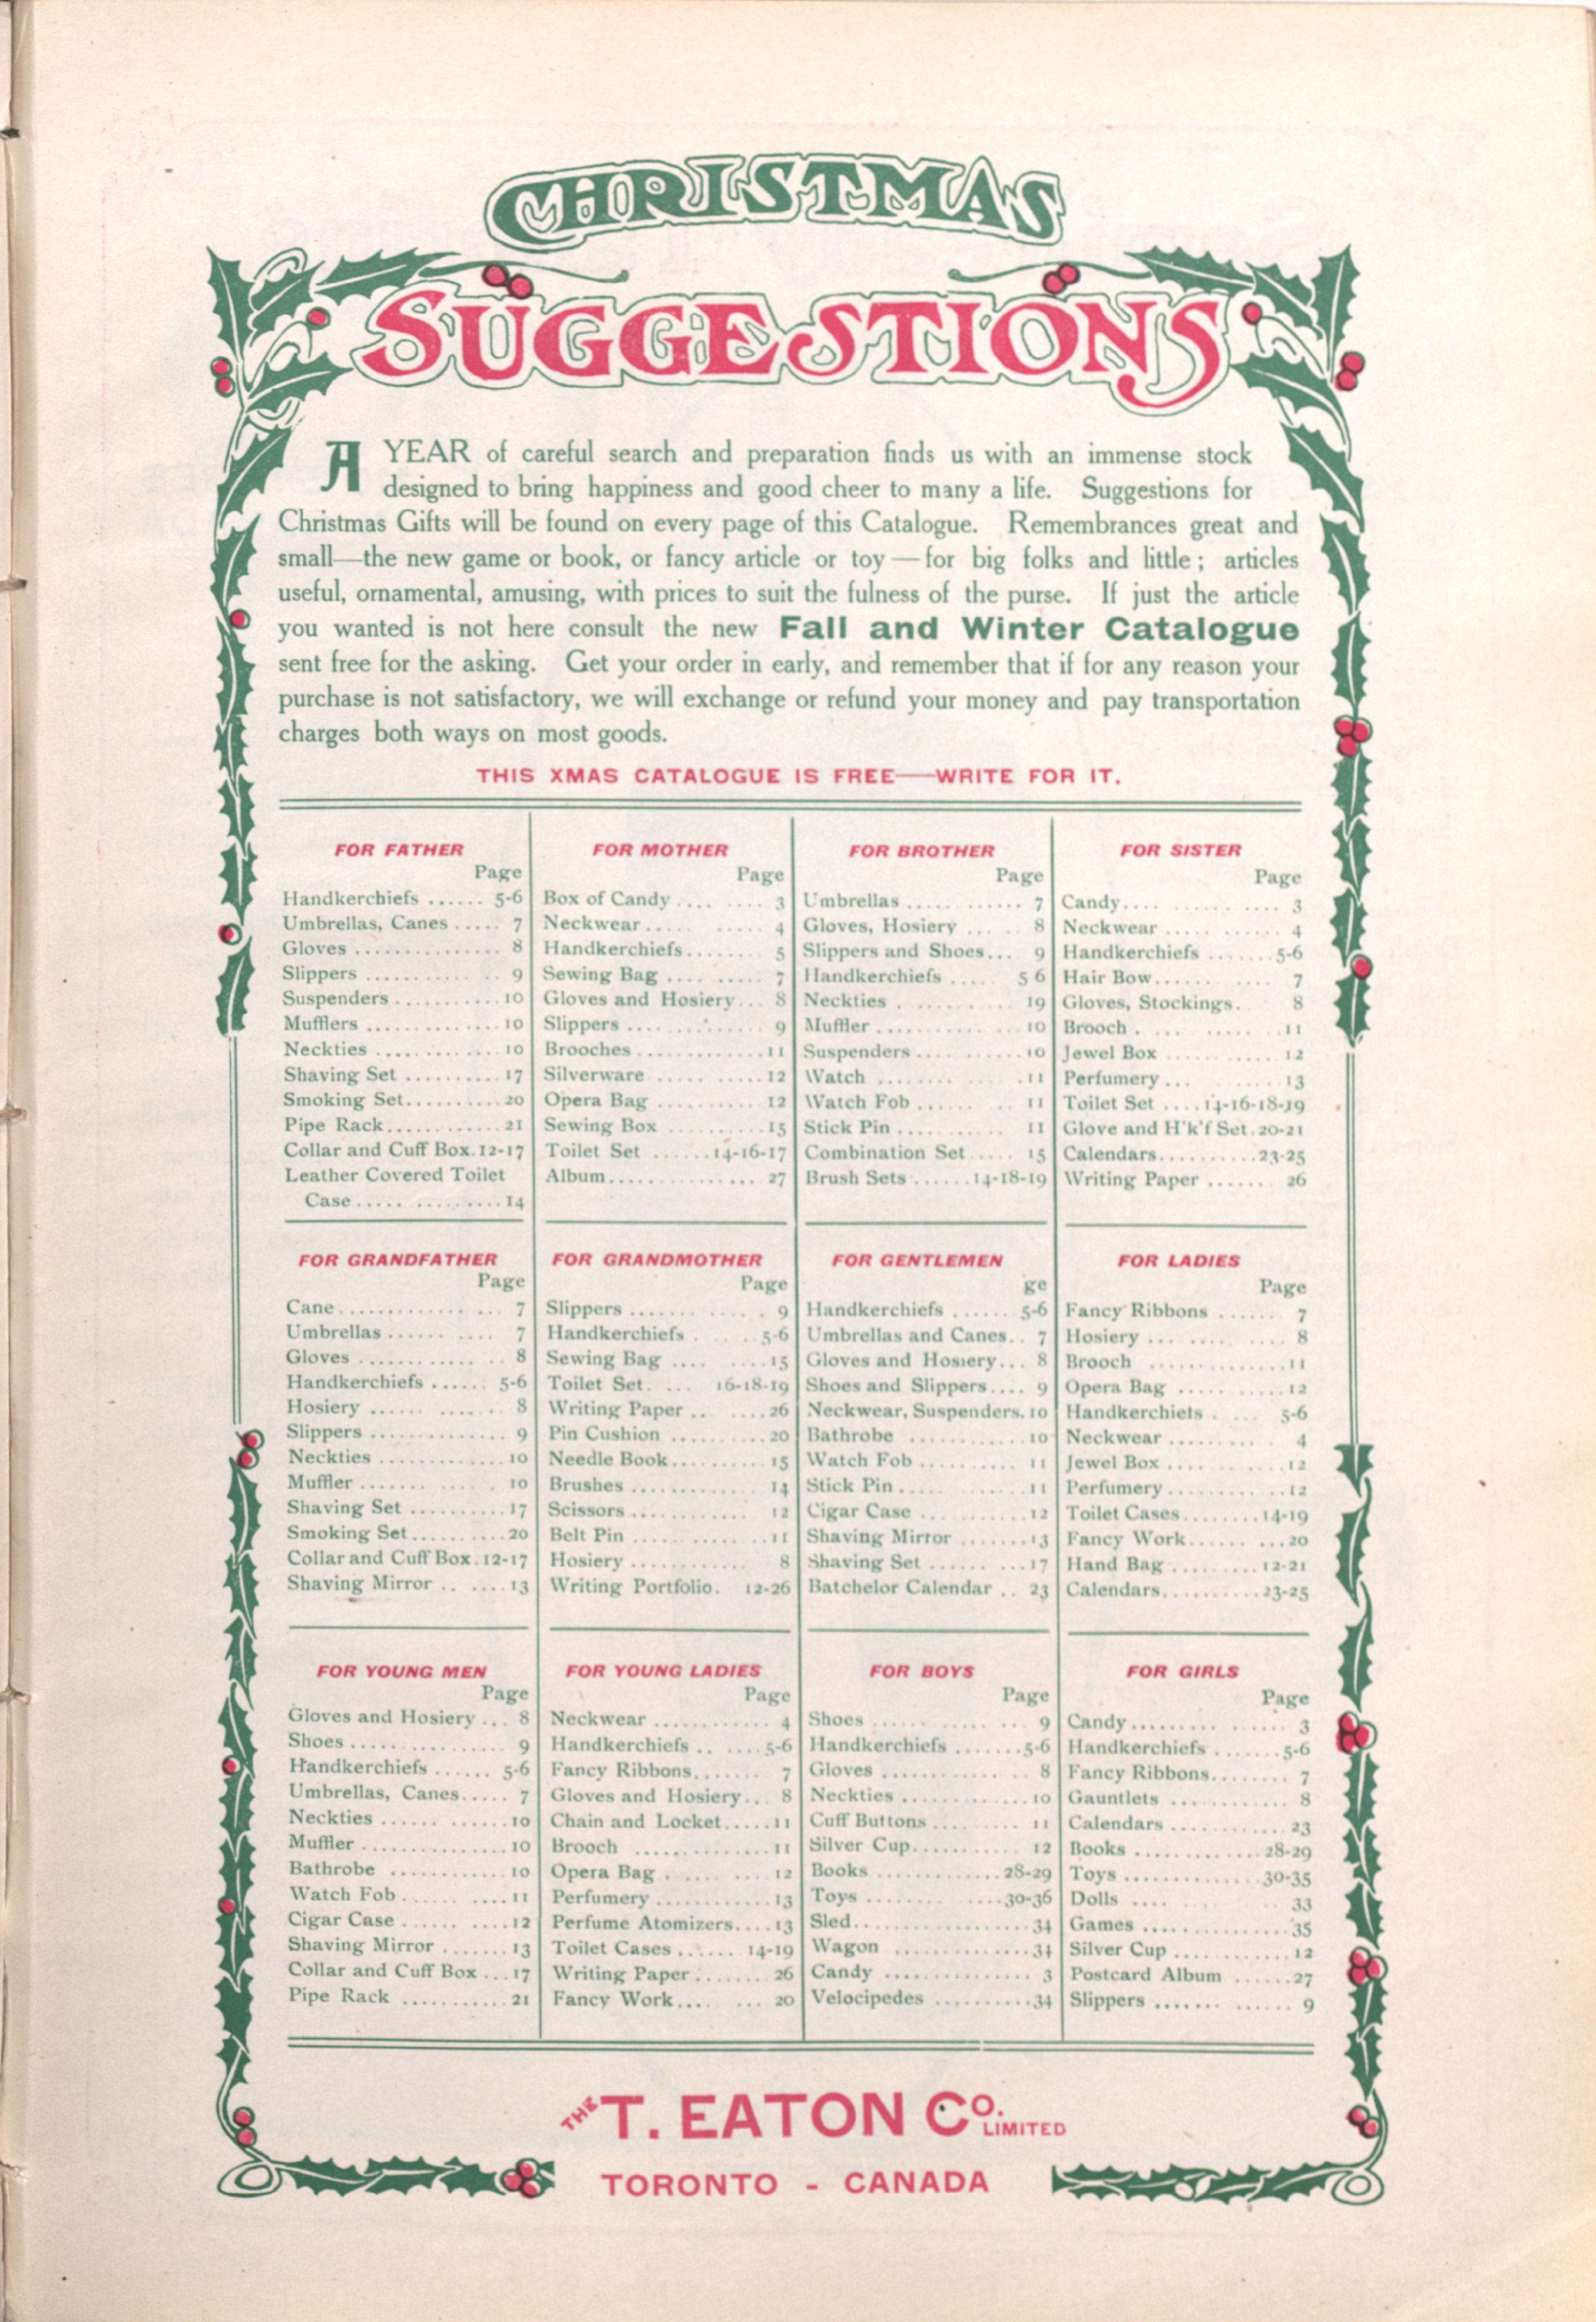 CHRISTMAS
SUGGESTIONS
A YEAR of careful search and preparation finds us with an immense stock
designed to bring happiness and good cheer to many a life. Suggestions for
Christmas Gifts will be found on every page of this Catalogue. Remembrances great and
small—the new game or book, or fancy article or toy—for big folks and little; articles
useful, ornamental, amusing, with prices to suit the fulness of the purse. If just the article
you wanted is not here consult the new Fall and Winter Catalogue
sent free for the asking. Get your order in early, and remember that if for any reason your
purchase is not satisfactory, we will exchange or refund your money and pay transportation
charges both ways on most goods.
THIS XMAS CATALOGUE IS FREE—WRITE FOR IT.
FOR FATHER
Page
Handkerchiefs ...... 5-6
Umbrellas, Canes ..... 7
Gloves ............... 8
Slippers ............. 9
Suspenders ........... 10
Mufflers ............. 10
Neckties ............. 10
Shaving Set .......... 17
Smoking Set .......... 20
Pipe Rack ............ 21
Collar and Cuff Box. 12-17
Leather Covered Toilet
Case ............... 14
FOR MOTHER
Page
Box of Candy ........ 3
Neckwear .......... 4
Handkerchiefs ........ 5
Sewing Bag ......... 7
Gloves and Hosiery ... 8
Slippers ............. 9
Brooches ............. 11
Silverware .......... 12
Opera Bag ........... 12
Sewing Box .......... 15
Toilet Set ...... 14-16-17
Album ............... 27
FOR BROTHER
Page
Umbrellas ............ 7
Gloves, Hosiery ..... 8
Slippers and Shoes ... 9
Handkerchiefs ..... 5 6
Neckties ............ 19
Muffler ............. 10
Suspenders .......... 10
Watch .............. 11
Watch Fob .......... 11
Stick Pin ........... 11
Combination Set ..... 15
Brush Sets ...... 14-18-19
FOR SISTER
Page
Candy .............. 3
Neckwear ........... 4
Handkerchiefs ....... 5-6
Hair Bow ........... 7
Gloves, Stockings. 8
Brooch ............. 11
Jewel Box ............ 12
Perfumery .......... 13
Toilet Set .... 14-16-18-19
Glove and H'k'f Set. 20-21
Calendars .......... 23-25
Writing Paper ...... 26
FOR GRANDFATHER
Page
Cane ................ 7
Umbrellas .......... 7
Gloves .............. 8
Handkerchiefs ...... 5-6
Hosiery ............. 8
Slippers .............. 9
Neckties ............. 10
Muffler ............ 10
Shaving Set .......... 17
Smoking Set .......... 20
Collar and Cuff Box. 12-17
Shaving Mirror ...... 13
FOR GRANDMOTHER
Page
Slippers ............ 9
Handkerchiefs ..... 5-6
Sewing Bag ........ 15
Toilet Set. ... 16-18-19
Writing Paper ...... 26
Pin Cushion ......... 20
Needle Book .......... 15
Brushes ............. 14
Scissors ............ 12
Belt Pin ............. 11
Hosiery ............ 8
Writing Portfolio. 12-26
FOR GENTLEMEN
ge
Handkerchiefs ...... 5-6
Umbrellas and Canes.. 7
Gloves and Hosiery... 8
Shoes and Slippers.... 9
Neckwear, Suspenders. 10
Bathrobe ............ 10
Watch Fob .......... 11
Stick Pin ........... 11
Cigar Case ........... 12
Shaving Mirror ....... 13
Shaving Set ......... 17
Batchelor Calendar .. 23
FOR LADIES
Page
Fancy Ribbons ...... 7
Hosiery ........... 8
Brooch .............. 11
Opera Bag .......... 12
Handkerchiefs .... 5-6
Neckwear ......... 4
Jewel Box .......... 12
Perfumery ............ 12
Toilet Cases ........ 14-19
Fancy Work ......... 20
Hand Bag ......... 12-21
Calendars .......... 23-25
FOR YOUNG MEN
Page
Gloves and Hosiery ... 8
Shoes ................ 9
Handkerchiefs ...... 5-6
Umbrellas, Canes ..... 7
Neckties ............. 10
Muffler .............. 10
Bathrobe ............ 10
Watch Fob .......... 11
Cigar Case .......... 12
Shaving Mirror ....... 13
Collar and Cuff Box ... 17
Pipe Rack ........... 21
FOR YOUNG LADIES
Page
Neckwear ............ 4
Handkerchiefs ...... 5-6
Fancy Ribbons ....... 7
Gloves and Hosiery... 8
Chain and Locket ..... 11
Brooch .............. 11
Opera Bag .......... 12
Perfumery ............ 13
Perfume Atomizers .... 13
Toilet Cases ...... 14-19
Writing Paper ....... 26
Fancy Work ....... 20
FOR BOYS
Page
Shoes .............. 9
Handkerchiefs ....... 5-6
Gloves .............. 8
Neckties ............. 10
Cuff Buttons ......... 11
Silver Cup ........... 12
Books ............. 28-29
Toys ............. 30-36
Sled .................. 34
Wagon .............. 34
Candy ............... 3
Velocipedes .......... 34
FOR GIRLS
Page
Candy ............... 3
Handkerchiefs ....... 5-6
Fancy Ribbons ........ 7
Gauntlets ............ 8
Calendars ............ 23
Books ............. 28-29
Toys .............. 30-35
Dolls ........ 33
Games ............... 35
Silver Cup ............ 12
Postcard Album ...... 27
Slippers ............. 9
THE T. EATON CO. LIMITED
TORONTO - CANADA